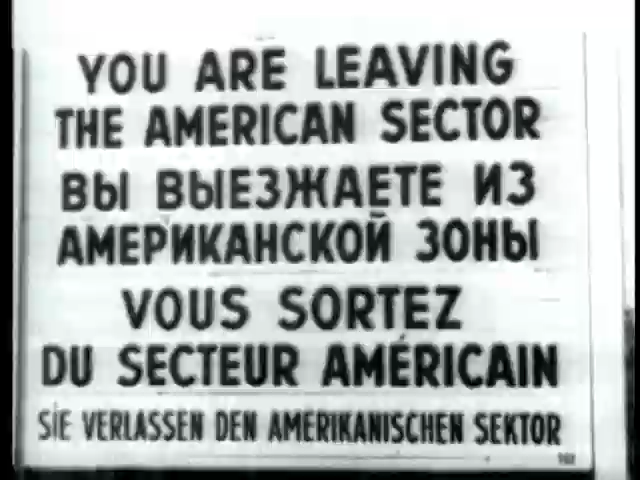 YOU ARE LEAVING
THE AMERICAN SECTOR
ВЫ ВЫЕЗЖАЕТЕ ИЗ
АМЕРИКАНСКОЙ ЗОНЫ
VOUS SORTEZ
DU SECTEUR AMÉRICAIN
SIE VERLASSEN DEN AMERIKANISCHEN SEKTOR